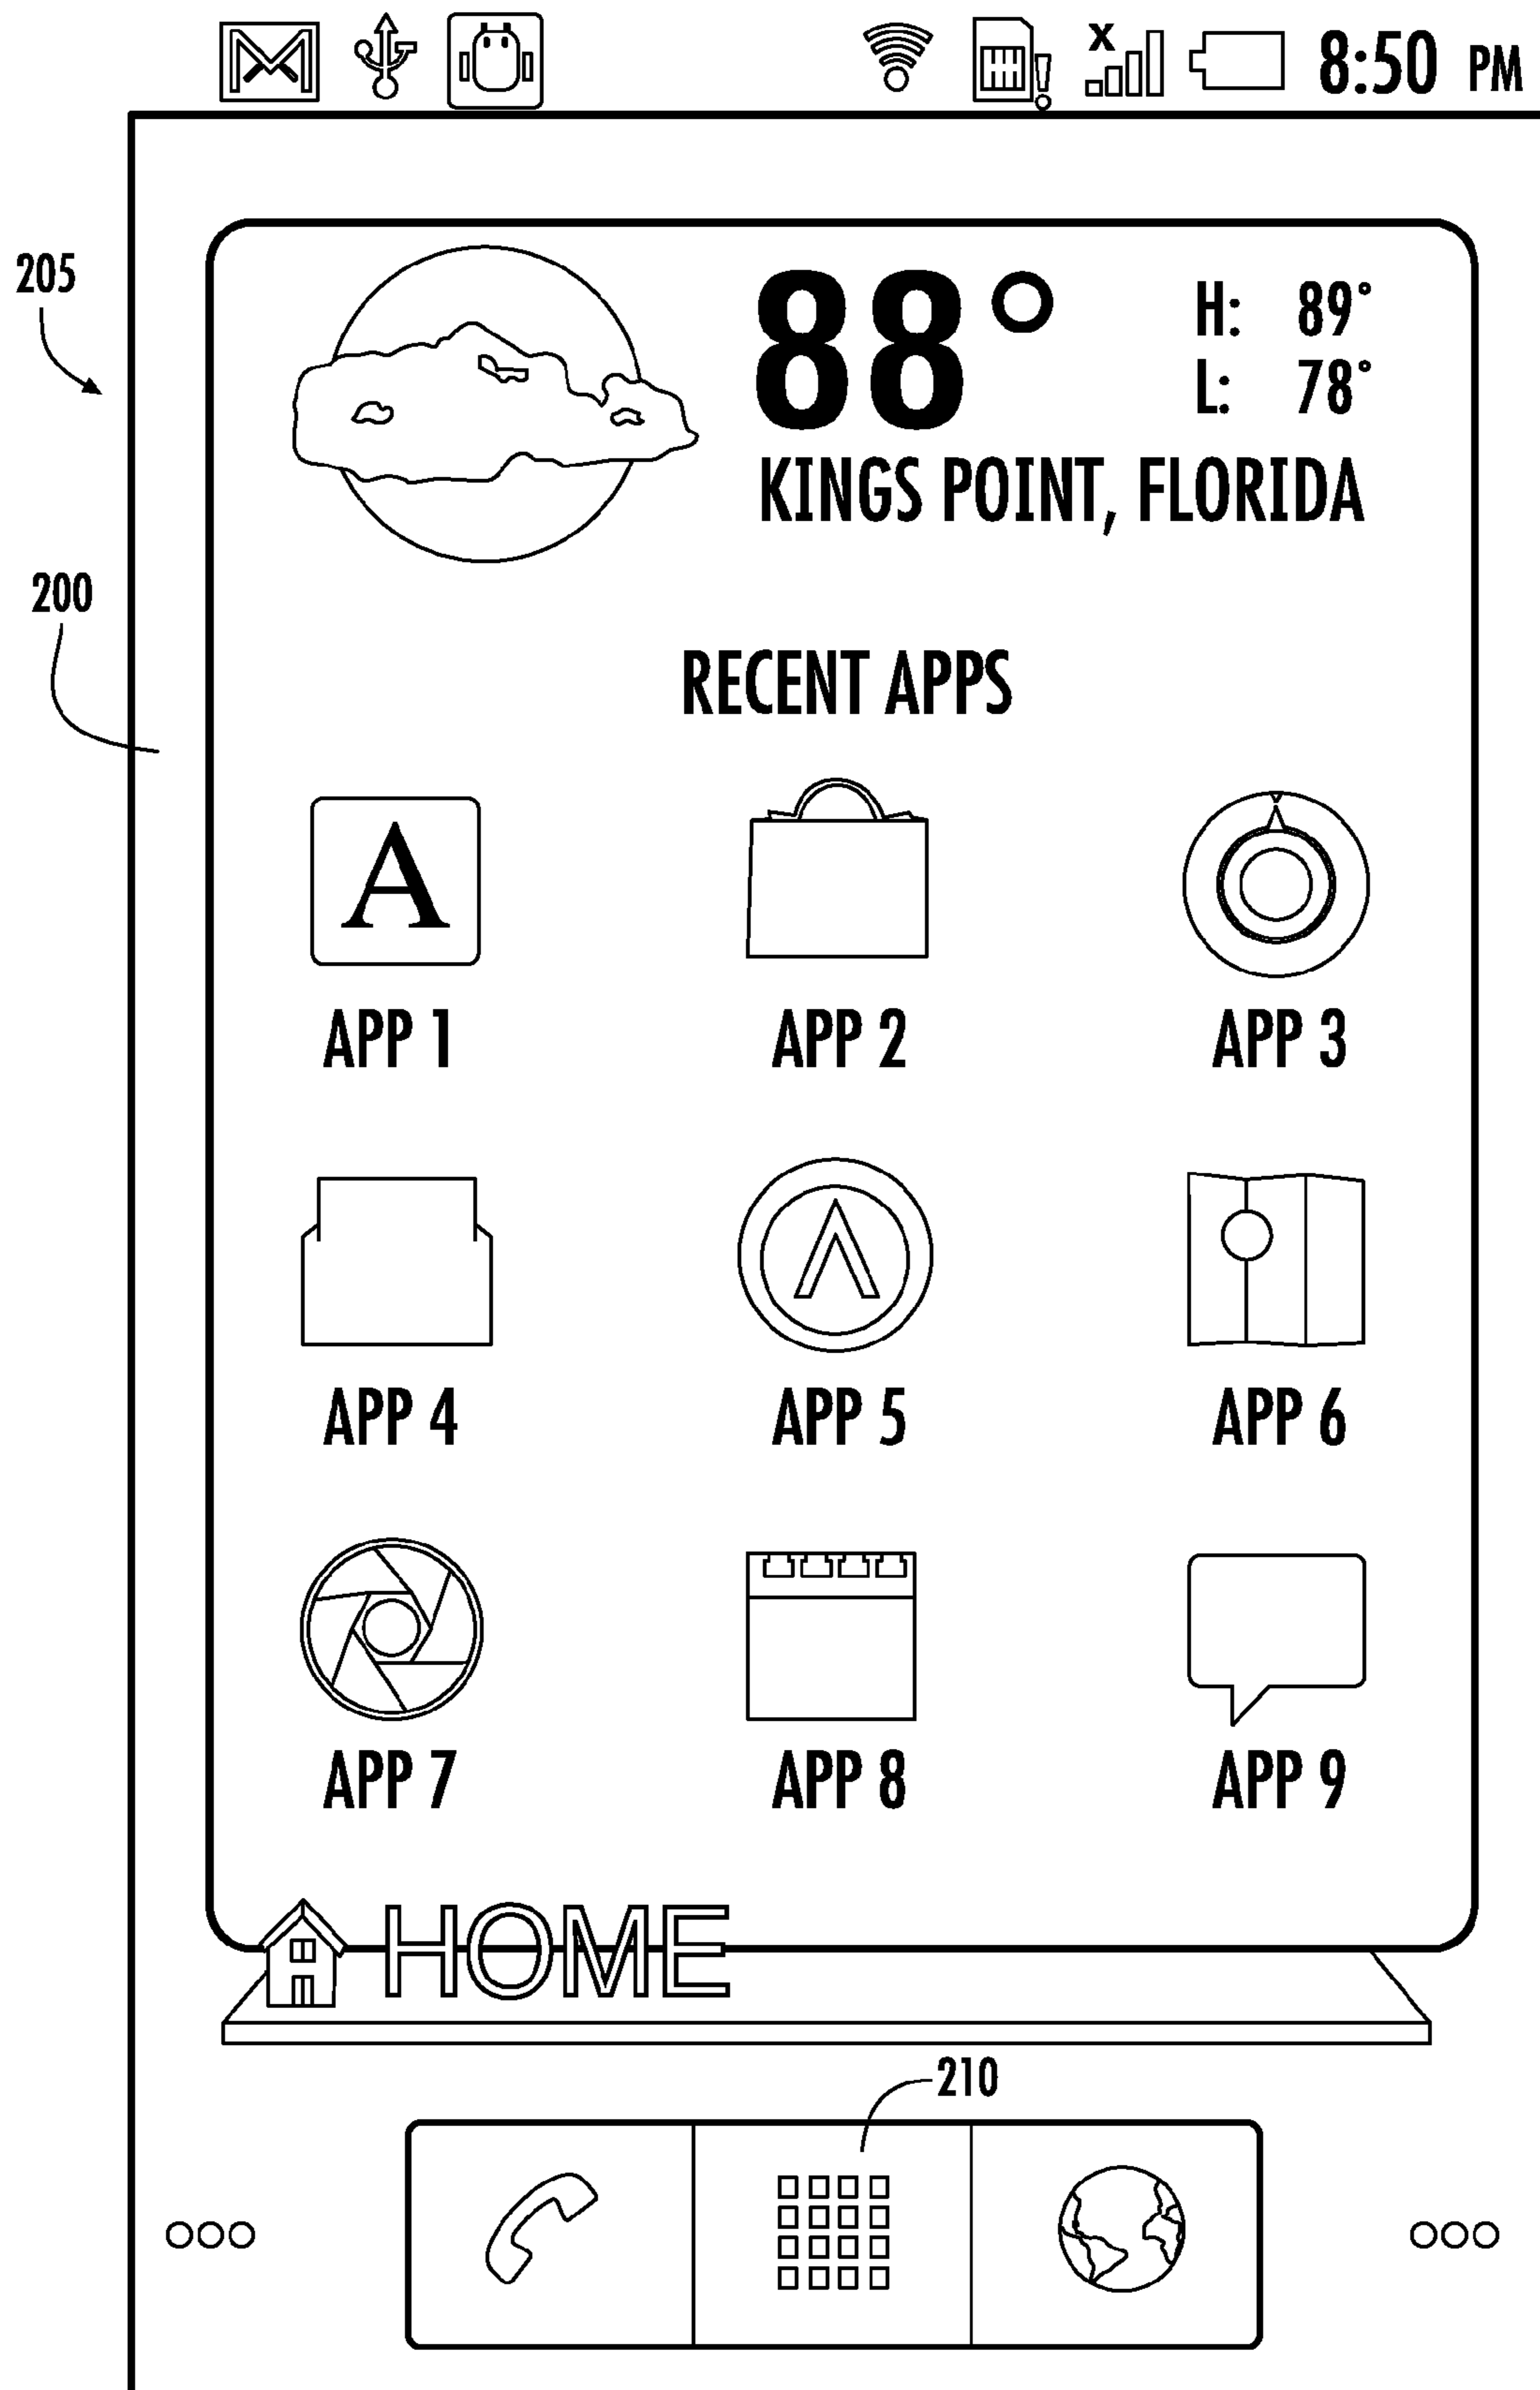 X 8:50 PM
205
88° H: 89°
L: 78°
KINGS POINT, FLORIDA
200
RECENT APPS
A
APP 1 APP 2 APP 3
APP 4 APP 5 APP 6
APP 7 APP 8 APP 9
HOME
210